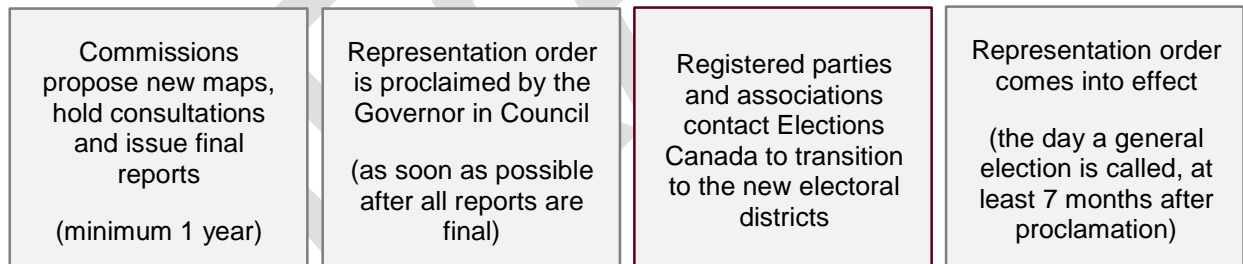 Commissions
propose new maps,
hold consultations
and issue final
reports
(minimum 1 year)
Representation order
is proclaimed by the
Governor in Council
(as soon as possible
after all reports are
final)
Registered parties
and associations
contact Elections
Canada to transition
to the new electoral
districts
Representation order
comes into effect
(the day a general
election is called, at
least 7 months after
proclamation)